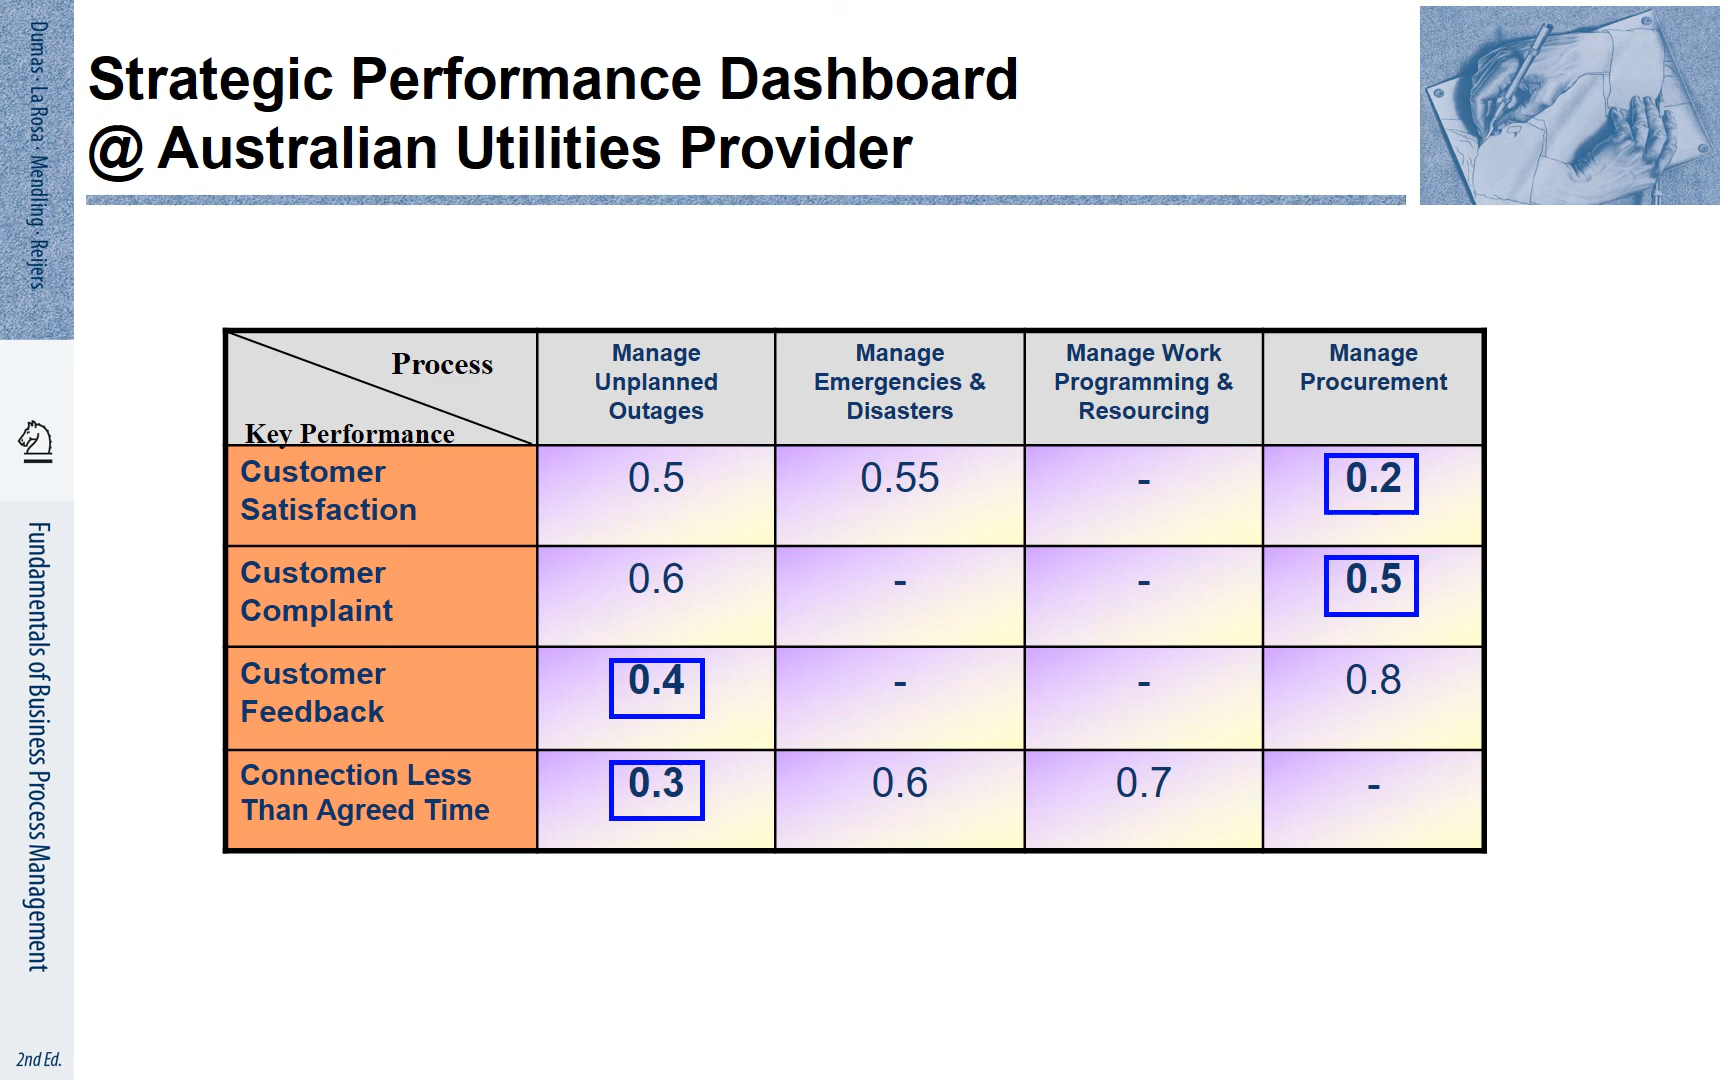 Strategic Performance Dashboard
@ Australian Utilities Provider
Dumas · La Rosa · Mendling · Reijers
Fundamentals of Business Process Management
2nd Ed.
Process
Key Performance
Manage
Unplanned
Outages
Manage
Emergencies &
Disasters
Manage Work
Programming &
Resourcing
Manage
Procurement
Customer
Satisfaction
0.5
0.55
-
0.2
Customer
Complaint
0.6
-
-
0.5
Customer
Feedback
0.4
-
-
0.8
Connection Less
Than Agreed Time
0.3
0.6
0.7
-